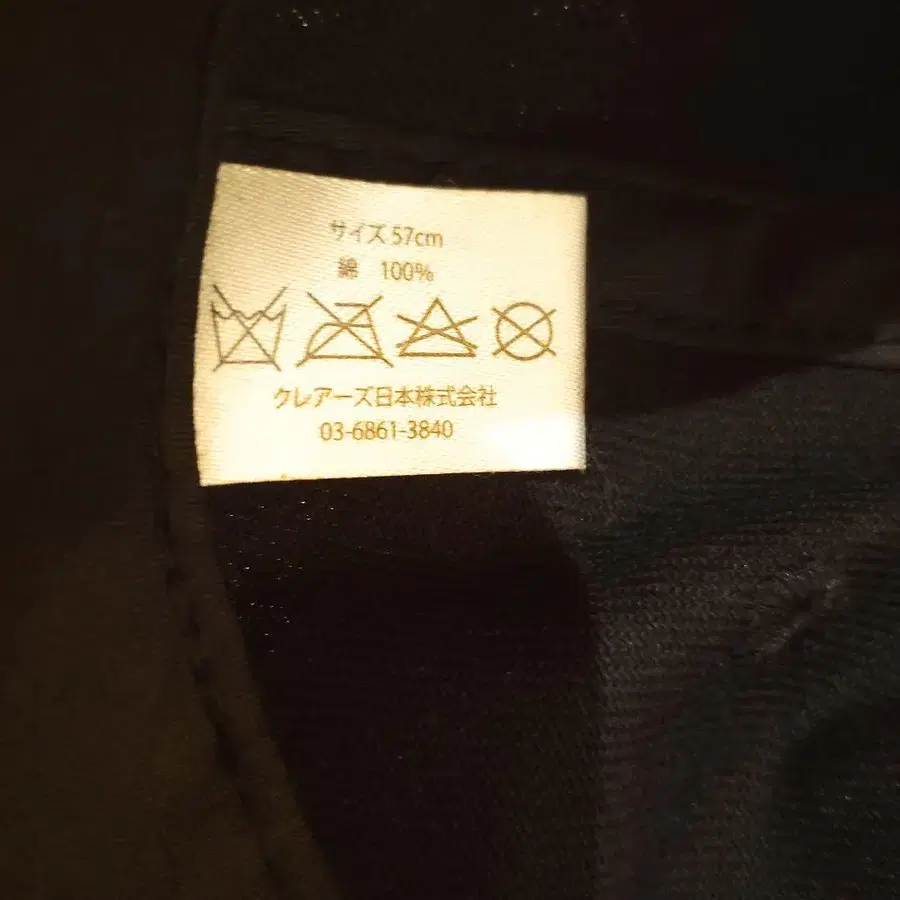 サイズ 57cm
綿 100%
クレアーズ日本株式会社
03-6861-3840